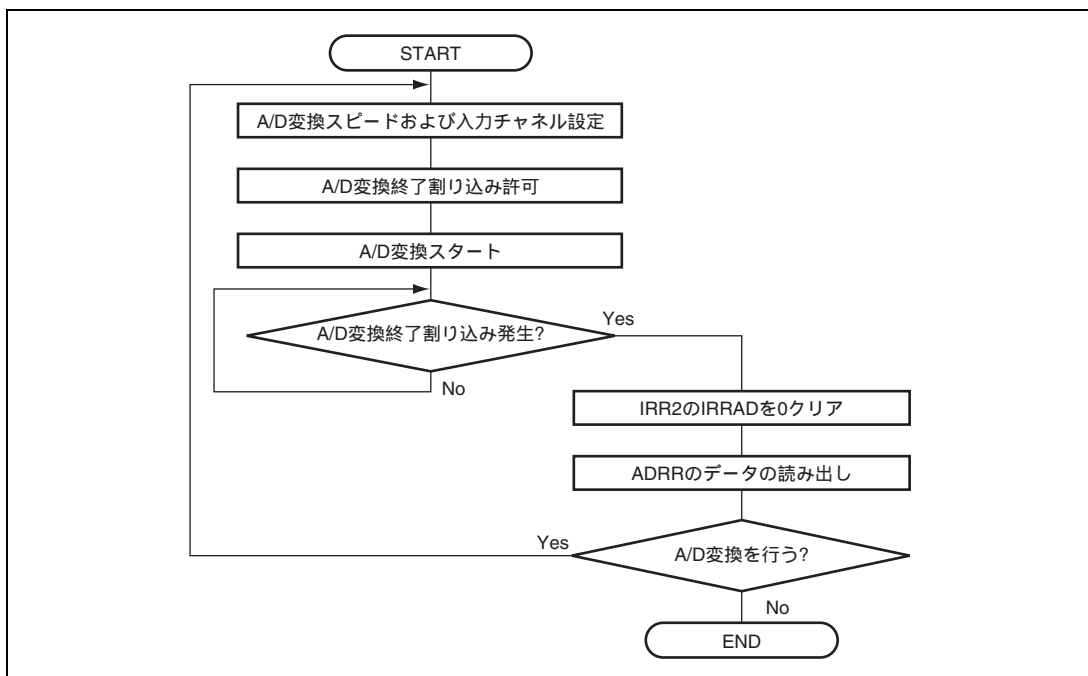 START
A/D変換スピードおよび入力チャネル設定
A/D変換終了割り込み許可
A/D変換スタート
A/D変換終了割り込み発生?
Yes
No
IRR2のIRRADを0クリア
ADRRのデータの読み出し
Yes
A/D変換を行う?
No
END